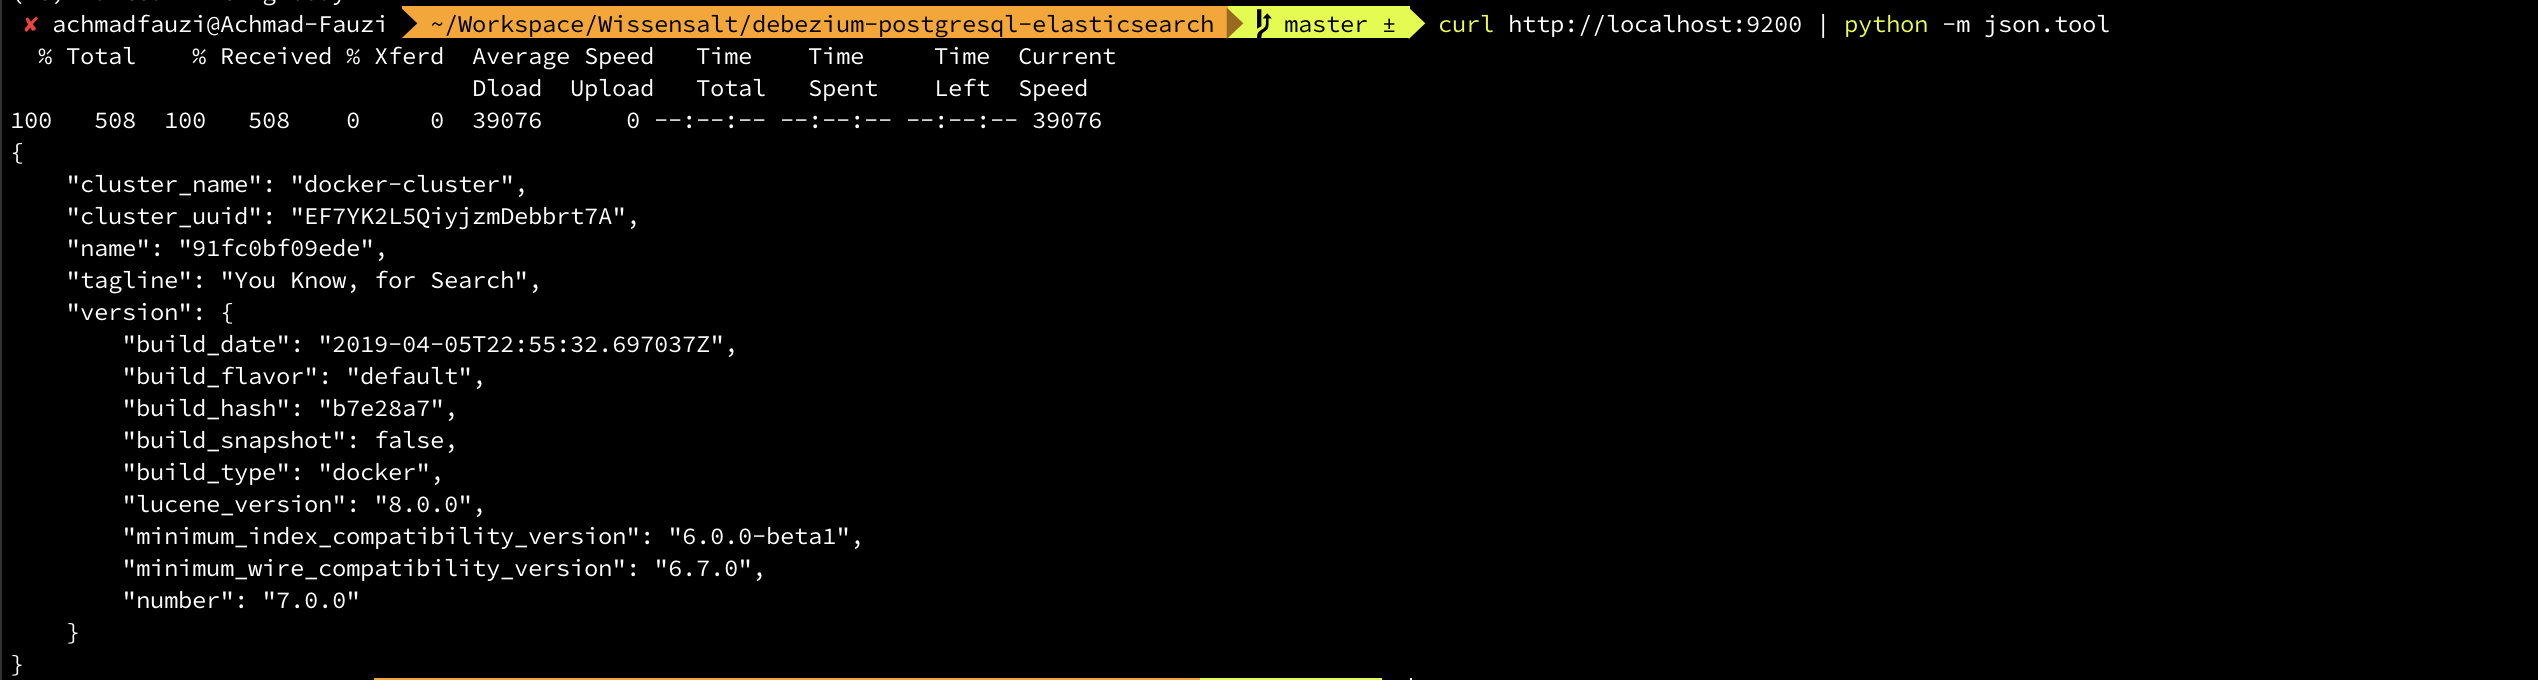 ✘ achmadfauzi@Achmad-Fauzi ~/Workspace/Wissensalt/debezium-postgresql-elasticsearch master ± curl http://localhost:9200 | python -m json.tool
  % Total    % Received % Xferd  Average Speed   Time    Time     Time  Current
                                 Dload  Upload   Total   Spent    Left  Speed
100   508  100   508    0     0  39076      0 --:--:-- --:--:-- --:--:-- 39076
{
    "cluster_name": "docker-cluster",
    "cluster_uuid": "EF7YK2L5QiyjzmDebbrt7A",
    "name": "91fc0bf09ede",
    "tagline": "You Know, for Search",
    "version": {
        "build_date": "2019-04-05T22:55:32.697037Z",
        "build_flavor": "default",
        "build_hash": "b7e28a7",
        "build_snapshot": false,
        "build_type": "docker",
        "lucene_version": "8.0.0",
        "minimum_index_compatibility_version": "6.0.0-beta1",
        "minimum_wire_compatibility_version": "6.7.0",
        "number": "7.0.0"
    }
}